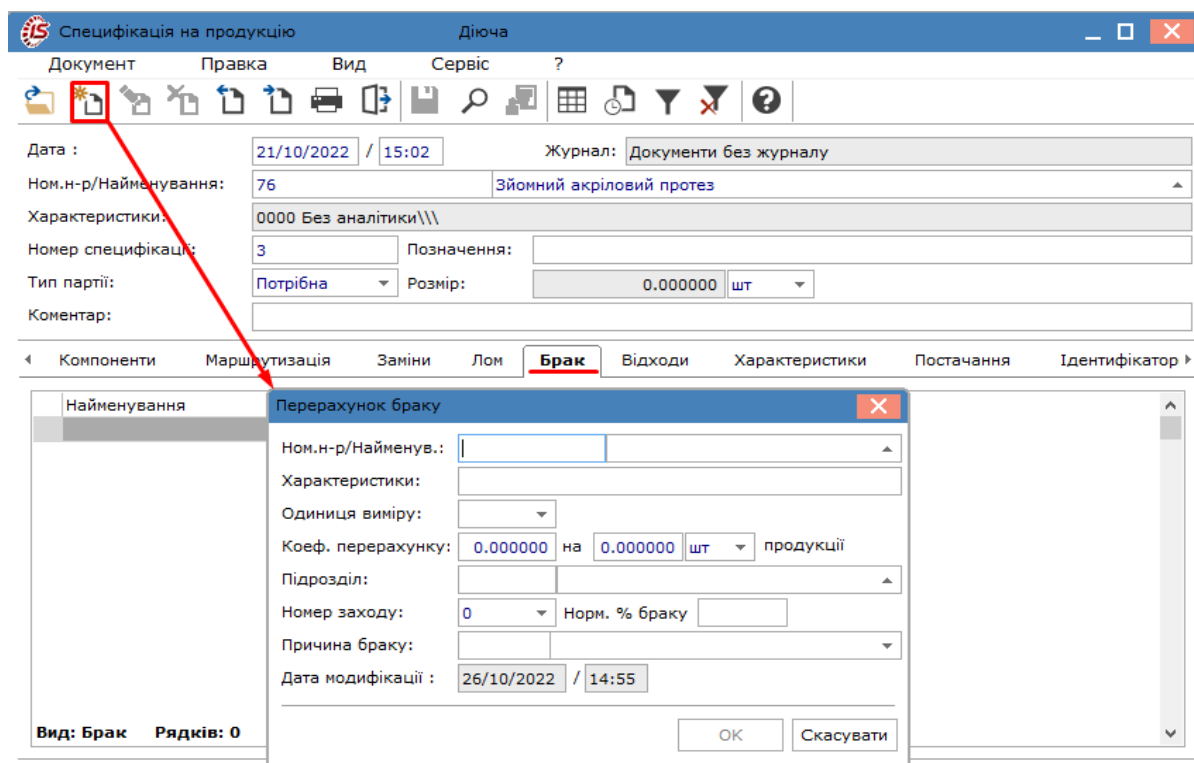 Специфікація на продукцію Діюча
Документ Правка Вид Сервіс ?
Дата : 21/10/2022 / 15:02 Журнал: Документи без журналу
Ном.н-р/Найменування: 76 Зйомний акріловий протез
Характеристики: 0000 Без аналітики\\\
Номер специфікації: 3 Позначення:
Тип партії: Потрібна Розмір: 0.000000 шт
Коментар:
Компоненти Маршрутизація Заміни Лом Брак Відходи Характеристики Постачання Ідентифікатор
Найменування
Перерахунок браку
Ном.н-р/Найменув.:
Характеристики:
Одиниця виміру:
Коеф. перерахунку: 0.000000 на 0.000000 шт продукції
Підрозділ:
Номер заходу: 0 Норм. % браку
Причина браку:
Дата модифікації : 26/10/2022 / 14:55
OK Скасувати
Вид: Брак Рядків: 0